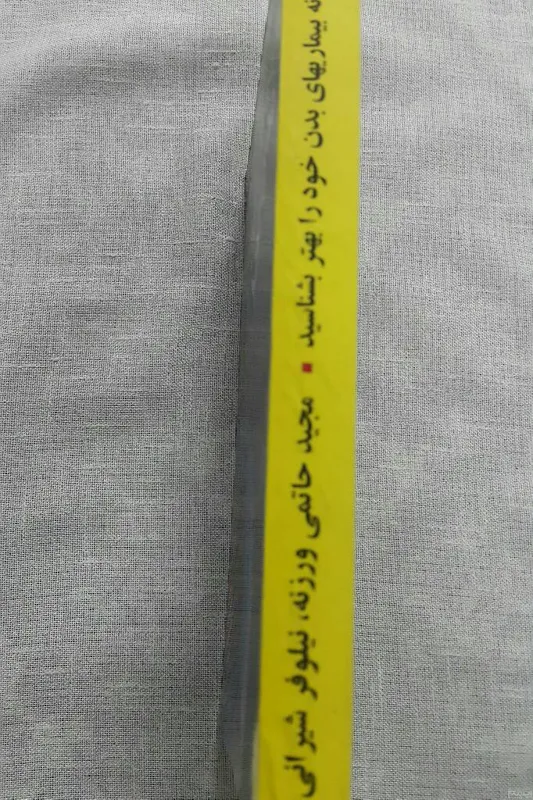 بیماریهای بدن خود را بهتر بشناسید ▪ مجید حاتمی ورزنه، نیلوفر شیرانی